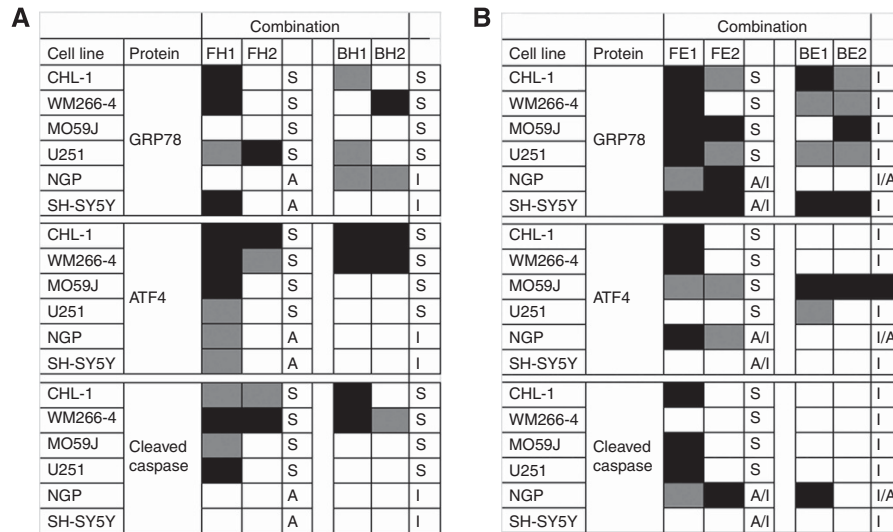 A
Combination
Cell line Protein FH1 FH2 BH1 BH2
CHL-1 S S
WM266-4 S S
MO59J S S
GRP78
U251 S S
NGP A I
SH-SY5Y A I
CHL-1 S S
WM266-4 S S
MO59J S S
ATF4
U251 S S
NGP A I
SH-SY5Y A I
CHL-1 S S
WM266-4 S S
MO59J S S
Cleaved
caspase
U251 S S
NGP A I
SH-SY5Y A I
B
Combination
Cell line Protein FE1 FE2 BE1 BE2
CHL-1 S I
WM266-4 S I
MO59J S I
GRP78
U251 S I
NGP A/I I/A
SH-SY5Y A/I I
CHL-1 S I
WM266-4 S I
MO59J S
ATF4
U251 S I
NGP A/I I/A
SH-SY5Y A/I I
CHL-1 S I
WM266-4 S I
MO59J S I
Cleaved
caspase
U251 S I
NGP A/I I/A
SH-SY5Y A/I I